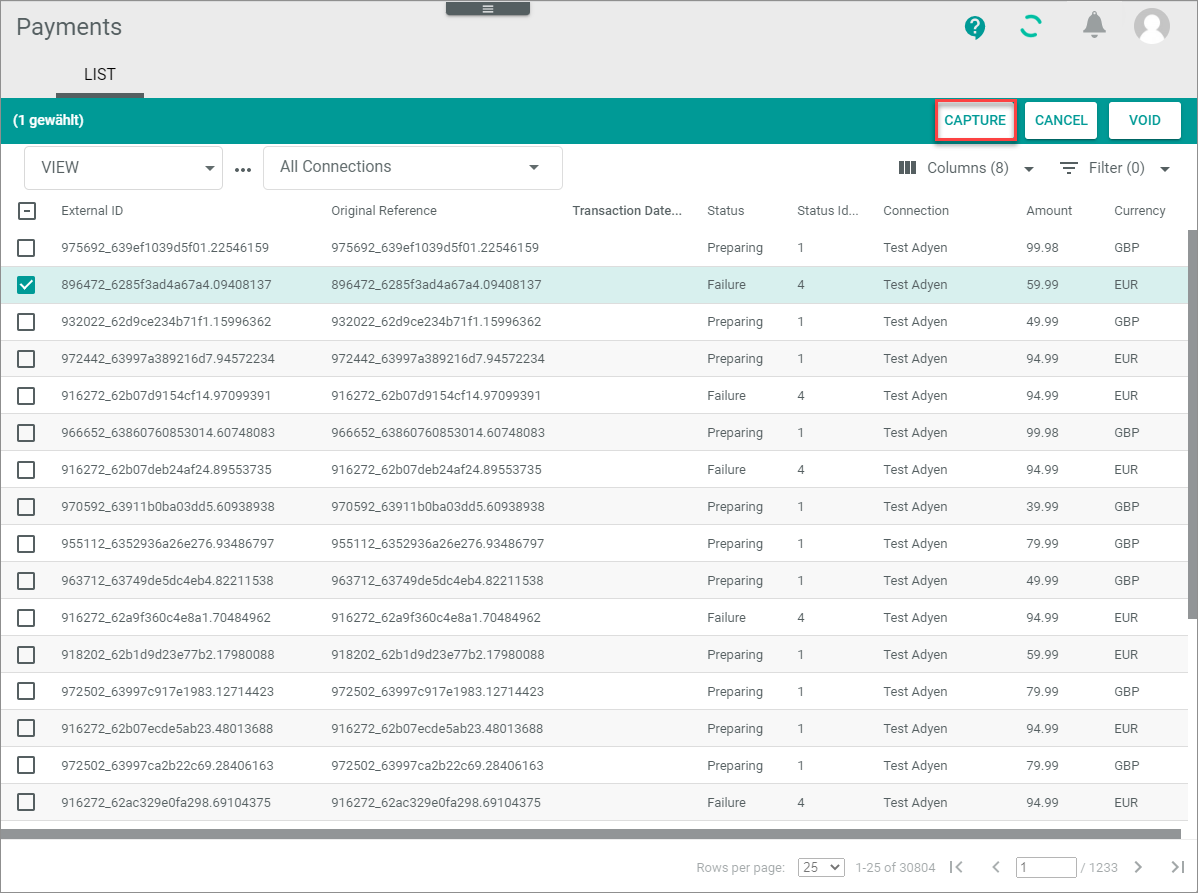 Payments
LIST
(1 gewählt) CAPTURE CANCEL VOID
VIEW ... All Connections Columns (8) Filter (0)
External ID Original Reference Transaction Date... Status Status Id... Connection Amount Currency
975692_639ef1039d5f01.22546159 975692_639ef1039d5f01.22546159 Preparing 1 Test Adyen 99.98 GBP
896472_6285f3ad4a67a4.09408137 896472_6285f3ad4a67a4.09408137 Failure 4 Test Adyen 59.99 EUR
932022_62d9ce234b71f1.15996362 932022_62d9ce234b71f1.15996362 Preparing 1 Test Adyen 49.99 GBP
972442_63997a389216d7.94572234 972442_63997a389216d7.94572234 Preparing 1 Test Adyen 94.99 EUR
916272_62b07d9154cf14.97099391 916272_62b07d9154cf14.97099391 Failure 4 Test Adyen 94.99 EUR
966652_63860760853014.60748083 966652_63860760853014.60748083 Preparing 1 Test Adyen 99.98 GBP
916272_62b07deb24af24.89553735 916272_62b07deb24af24.89553735 Failure 4 Test Adyen 94.99 EUR
970592_63911b0ba03dd5.60938938 970592_63911b0ba03dd5.60938938 Preparing 1 Test Adyen 39.99 GBP
955112_6352936a26e276.93486797 955112_6352936a26e276.93486797 Preparing 1 Test Adyen 79.99 GBP
963712_63749de5dc4eb4.82211538 963712_63749de5dc4eb4.82211538 Preparing 1 Test Adyen 49.99 GBP
916272_62a9f360c4e8a1.70484962 916272_62a9f360c4e8a1.70484962 Failure 4 Test Adyen 94.99 EUR
918202_62b1d9d23e77b2.17980088 918202_62b1d9d23e77b2.17980088 Preparing 1 Test Adyen 59.99 EUR
972502_63997c917e1983.12714423 972502_63997c917e1983.12714423 Preparing 1 Test Adyen 79.99 GBP
916272_62b07ecde5ab23.48013688 916272_62b07ecde5ab23.48013688 Preparing 1 Test Adyen 94.99 EUR
972502_63997ca2b22c69.28406163 972502_63997ca2b22c69.28406163 Preparing 1 Test Adyen 79.99 GBP
916272_62ac329e0fa298.69104375 916272_62ac329e0fa298.69104375 Failure 4 Test Adyen 94.99 EUR
Rows per page: 25 1-25 of 30804 1 / 1233